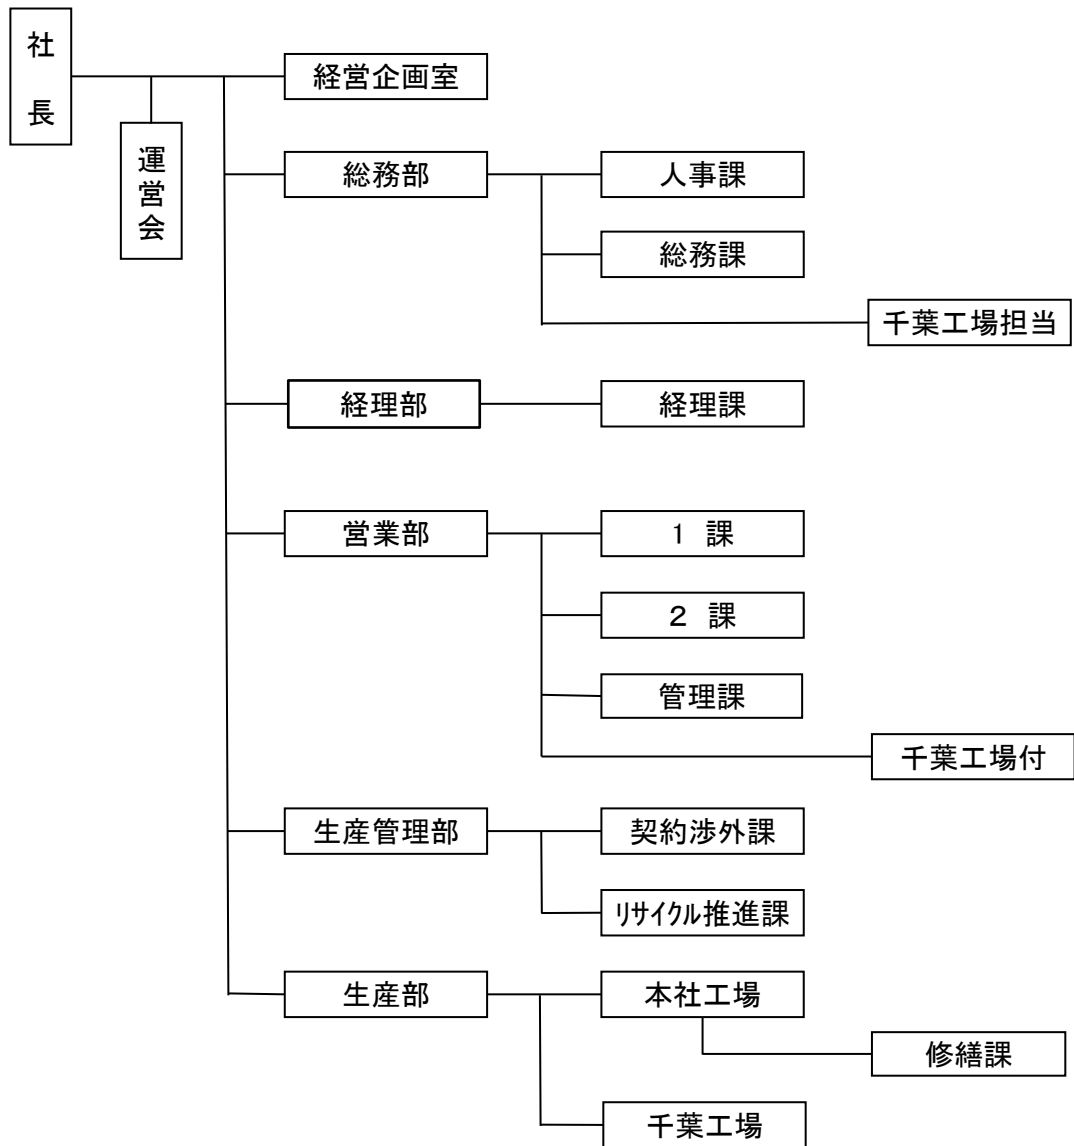 社長
運営会
経営企画室
総務部
人事課
総務課
千葉工場担当
経理部
経理課
営業部
1 課
２ 課
管理課
千葉工場付
生産管理部
契約渉外課
ﾘｻｲｸﾙ推進課
生産部
本社工場
修繕課
千葉工場